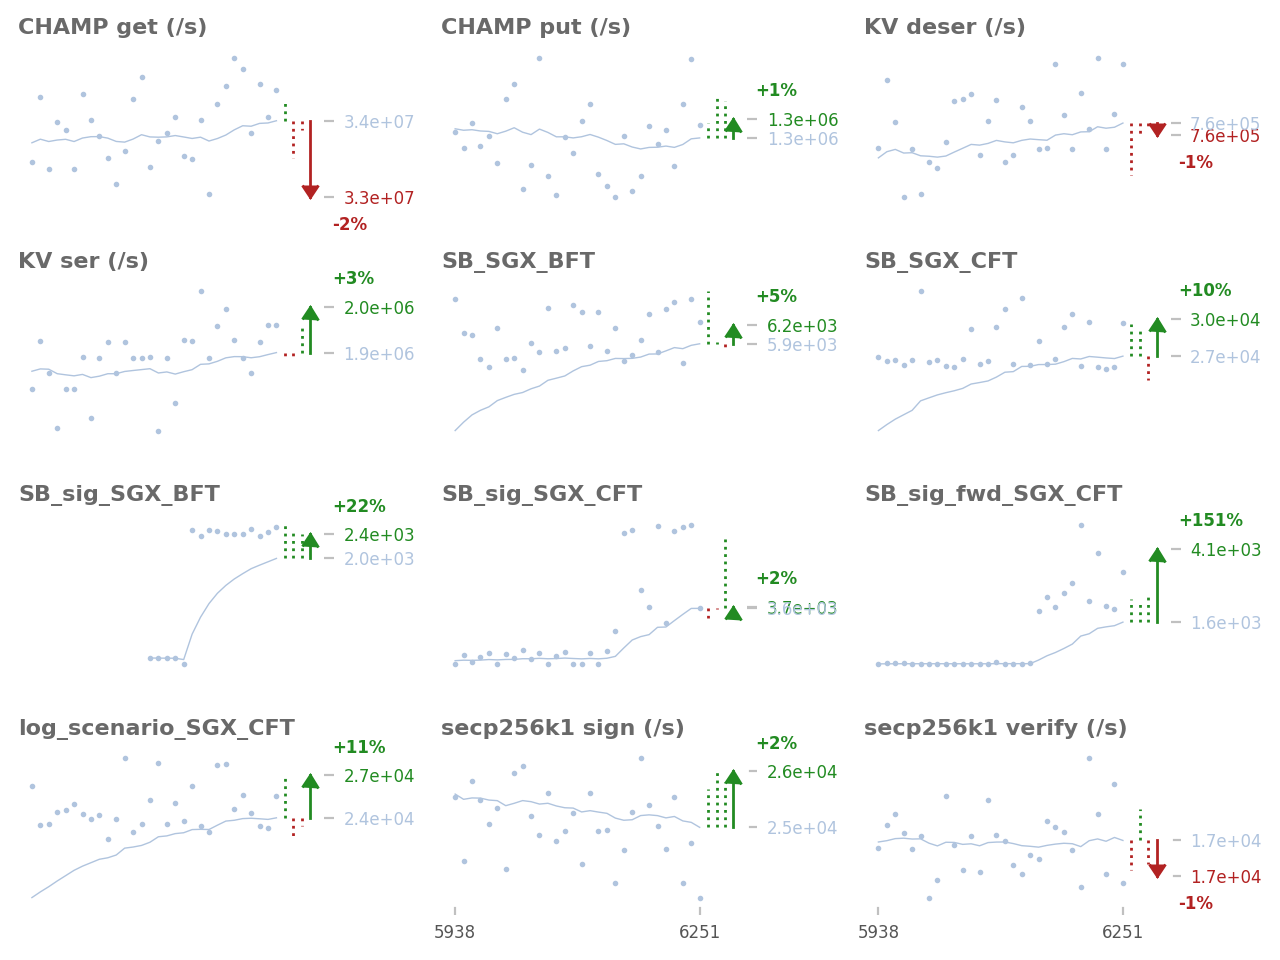 CHAMP get (/s)
3.4e+07
3.3e+07
-2%
CHAMP put (/s)
+1%
1.3e+06
1.3e+06
KV deser (/s)
7.6e+05
7.6e+05
-1%
KV ser (/s)
+3%
2.0e+06
1.9e+06
SB_SGX_BFT
+5%
6.2e+03
5.9e+03
SB_SGX_CFT
+10%
3.0e+04
2.7e+04
SB_sig_SGX_BFT
+22%
2.4e+03
2.0e+03
SB_sig_SGX_CFT
+2%
3.7e+03
3.6e+03
SB_sig_fwd_SGX_CFT
+151%
4.1e+03
1.6e+03
log_scenario_SGX_CFT
+11%
2.7e+04
2.4e+04
secp256k1 sign (/s)
+2%
2.6e+04
2.5e+04
5938 6251
secp256k1 verify (/s)
1.7e+04
1.7e+04
-1%
5938 6251